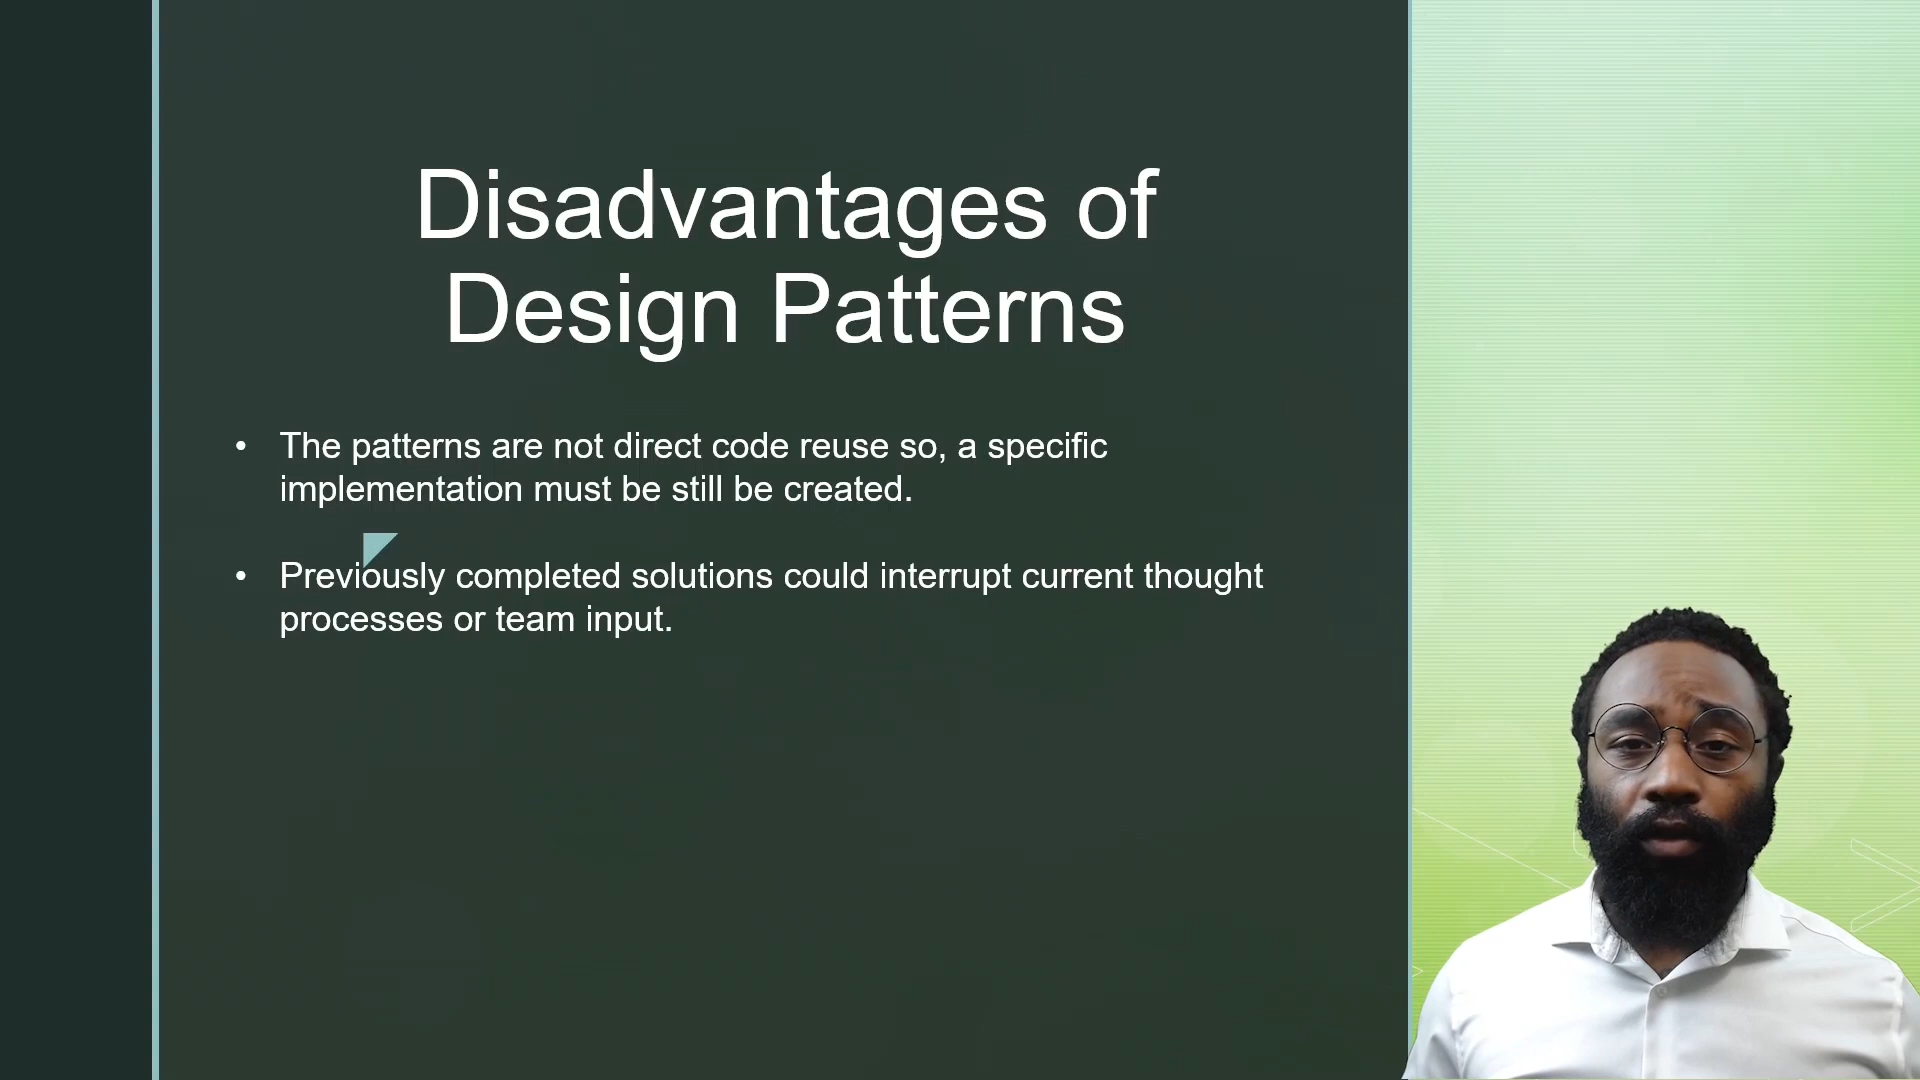 Disadvantages of
Design Patterns
• The patterns are not direct code reuse so, a specific
implementation must be still be created.
• Previously completed solutions could interrupt current thought
processes or team input.